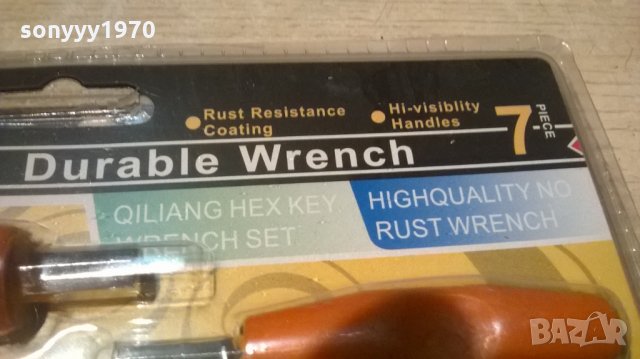 sonyyy1970
Rust Resistance
Coating
Hi-visiblity
Handles
7
PIECE
Durable Wrench
QILIANG HEX KEY
WRENCH SET
HIGHQUALITY NO
RUST WRENCH
BAZAR